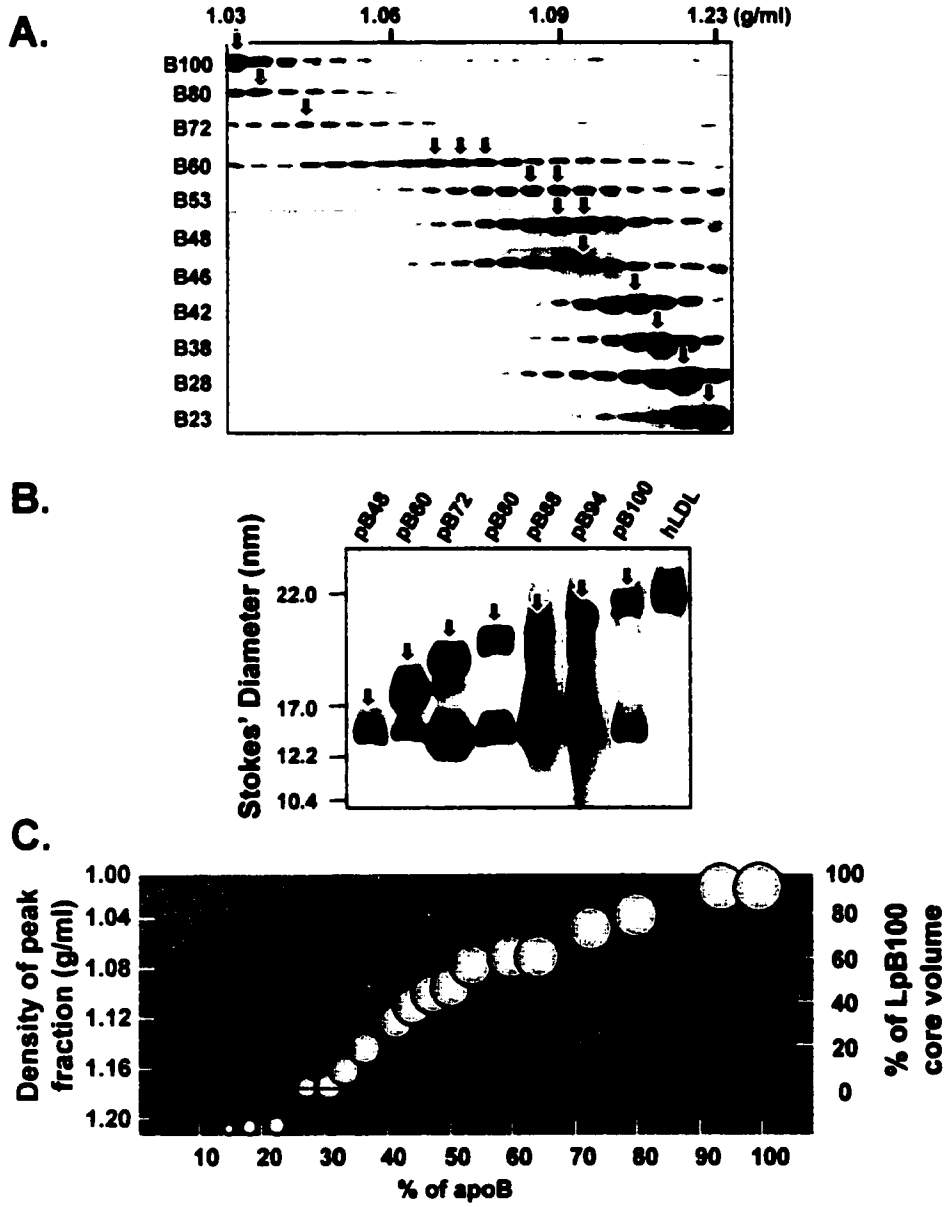 A.
1.03 1.06 1.09 1.23 (g/ml)
B100
B80
B72
B60
B53
B48
B46
B42
B38
B28
B23
B.
pB48 pB60 pB72 pB80 pB88 pB94 pB100 hLDL
Stokes' Diameter (nm)
22.0
17.0
12.2
10.4
C.
Density of peak
fraction (g/ml)
1.00
1.04
1.08
1.12
1.16
1.20
100
80
60
40
20
0
% of LpB100
core volume
10 20 30 40 50 60 70 80 90 100
% of apoB